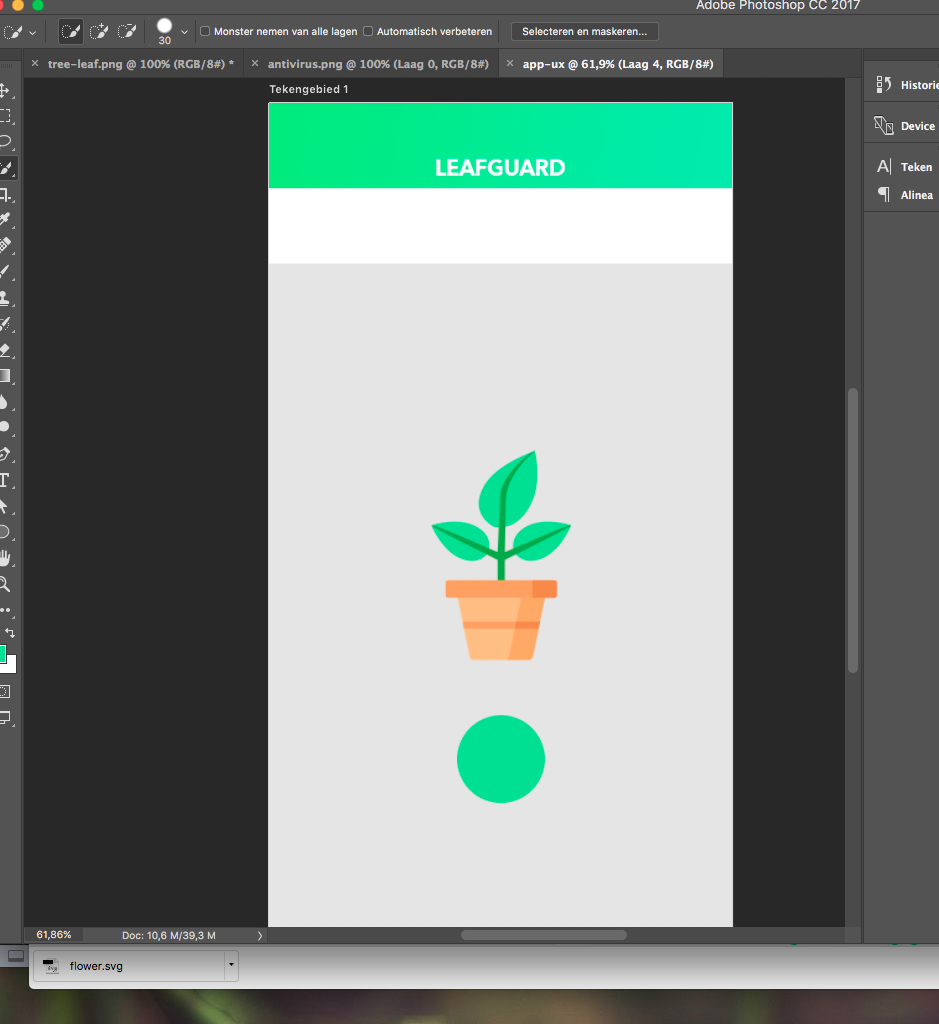 Adobe Photoshop CC 2017
30
Monster nemen van alle lagen
Automatisch verbeteren
Selecteren en maskeren...
tree-leaf.png @ 100% (RGB/8#) *
antivirus.png @ 100% (Laag 0, RGB/8#)
app-ux @ 61,9% (Laag 4, RGB/8#)
Tekengebied 1
LEAFGUARD
Historie
Device
Teken
Alinea
61,86%
Doc: 10,6 M/39,3 M
flower.svg